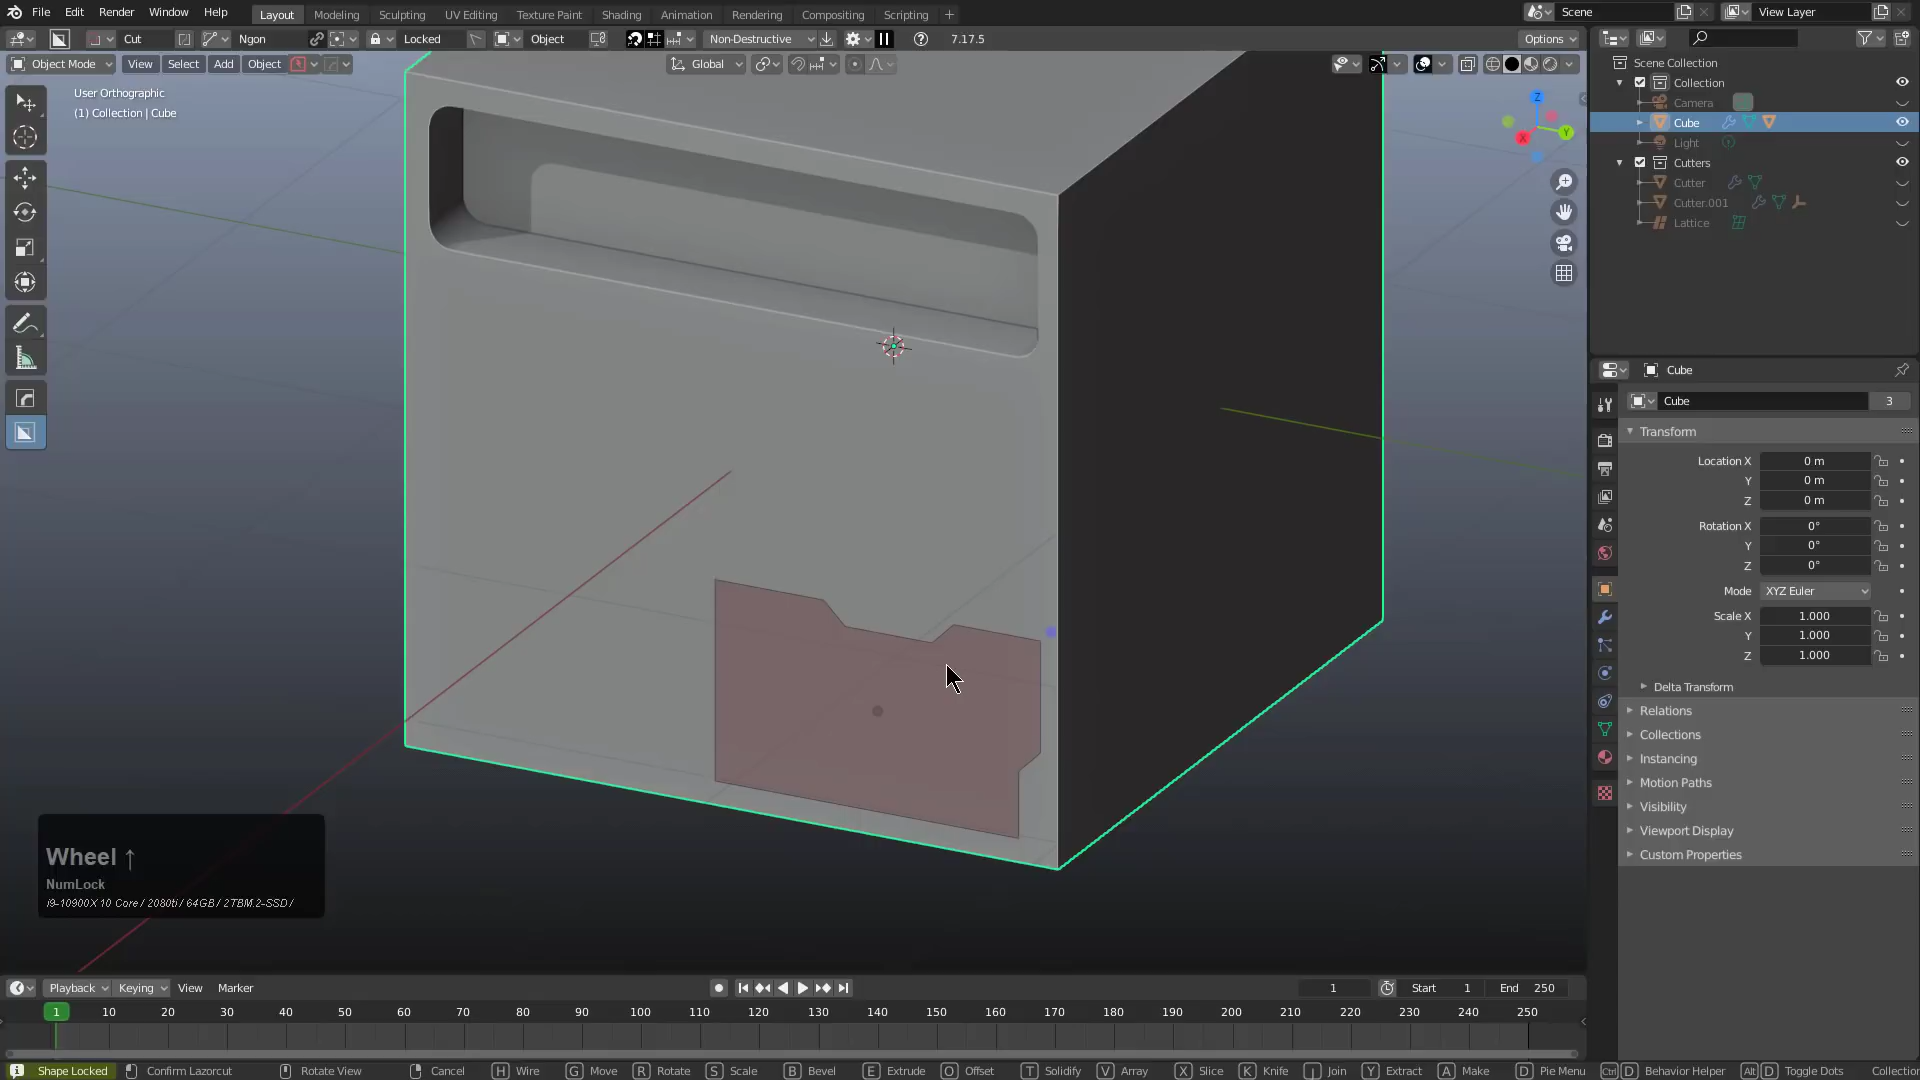 File Edit Render Window Help Layout Modeling Sculpting UV Editing Texture Paint Shading Animation Rendering Compositing Scripting + Scene View Layer
Cut Ngon Locked Object Non-Destructive 7.17.5 Options
Object Mode View Select Add Object Global
User Orthographic
(1) Collection | Cube
Z
Y
X
Scene Collection
Collection
Camera
Cube
Light
Cutters
Cutter
Cutter.001
Lattice
Cube
Cube 3
Transform
Location X 0 m
Y 0 m
Z 0 m
Rotation X 0°
Y 0°
Z 0°
Mode XYZ Euler
Scale X 1.000
Y 1.000
Z 1.000
Delta Transform
Relations
Collections
Instancing
Motion Paths
Visibility
Viewport Display
Custom Properties
Wheel ↑
NumLock
i9-10900X 10 Core / 2080ti / 64GB / 2TBM.2-SSD /
Playback Keying View Marker 1 Start 1 End 250
1 10 20 30 40 50 60 70 80 90 100 110 120 130 140 150 160 170 180 190 200 210 220 230 240 250
Shape Locked Confirm Lazorcut Rotate View Cancel H Wire G Move R Rotate S Scale B Bevel E Extrude O Offset T Solidify V Array X Slice K Knife J Join Y Extract A Make D Pie Menu Ctrl D Behavior Helper Alt D Toggle Dots Collectio